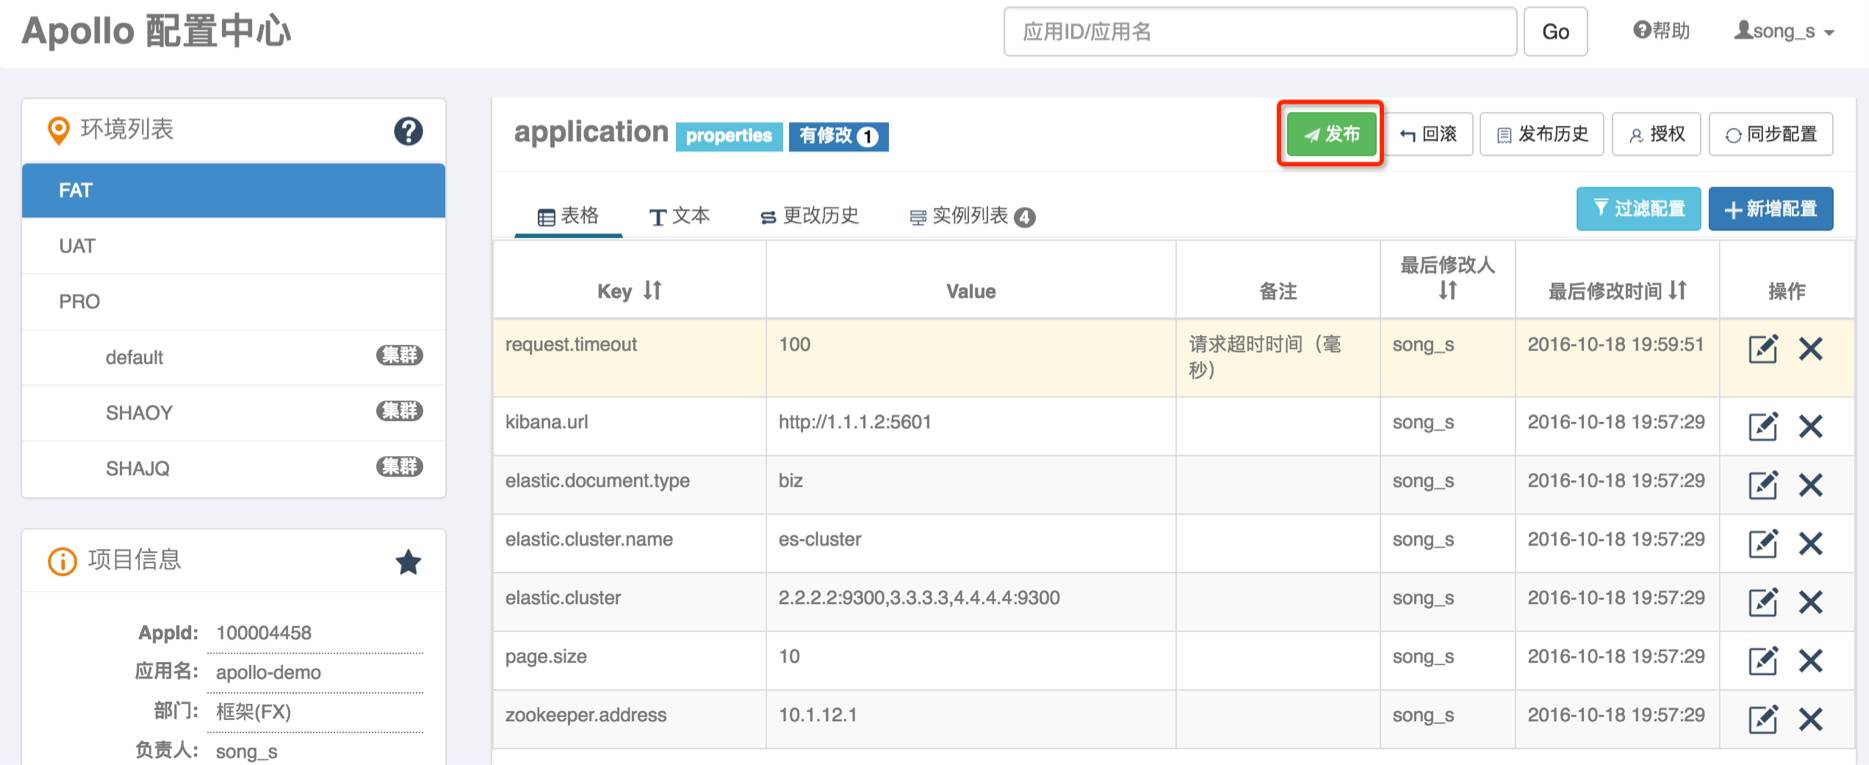 Apollo 配置中心
应用ID/应用名
Go
帮助
song_s
环境列表
FAT
UAT
PRO
default 集群
SHAOY 集群
SHAJQ 集群
项目信息
AppId: 100004458
应用名: apollo-demo
部门: 框架(FX)
负责人: song_s
application properties 有修改 1
发布
回滚
发布历史
授权
同步配置
表格
文本
更改历史
实例列表 4
过滤配置
新增配置
Key Value 备注 最后修改人 最后修改时间 操作
request.timeout 100 请求超时时间（毫
秒） song_s 2016-10-18 19:59:51
kibana.url http://1.1.1.2:5601 song_s 2016-10-18 19:57:29
elastic.document.type biz song_s 2016-10-18 19:57:29
elastic.cluster.name es-cluster song_s 2016-10-18 19:57:29
elastic.cluster 2.2.2.2:9300,3.3.3.3,4.4.4.4:9300 song_s 2016-10-18 19:57:29
page.size 10 song_s 2016-10-18 19:57:29
zookeeper.address 10.1.12.1 song_s 2016-10-18 19:57:29